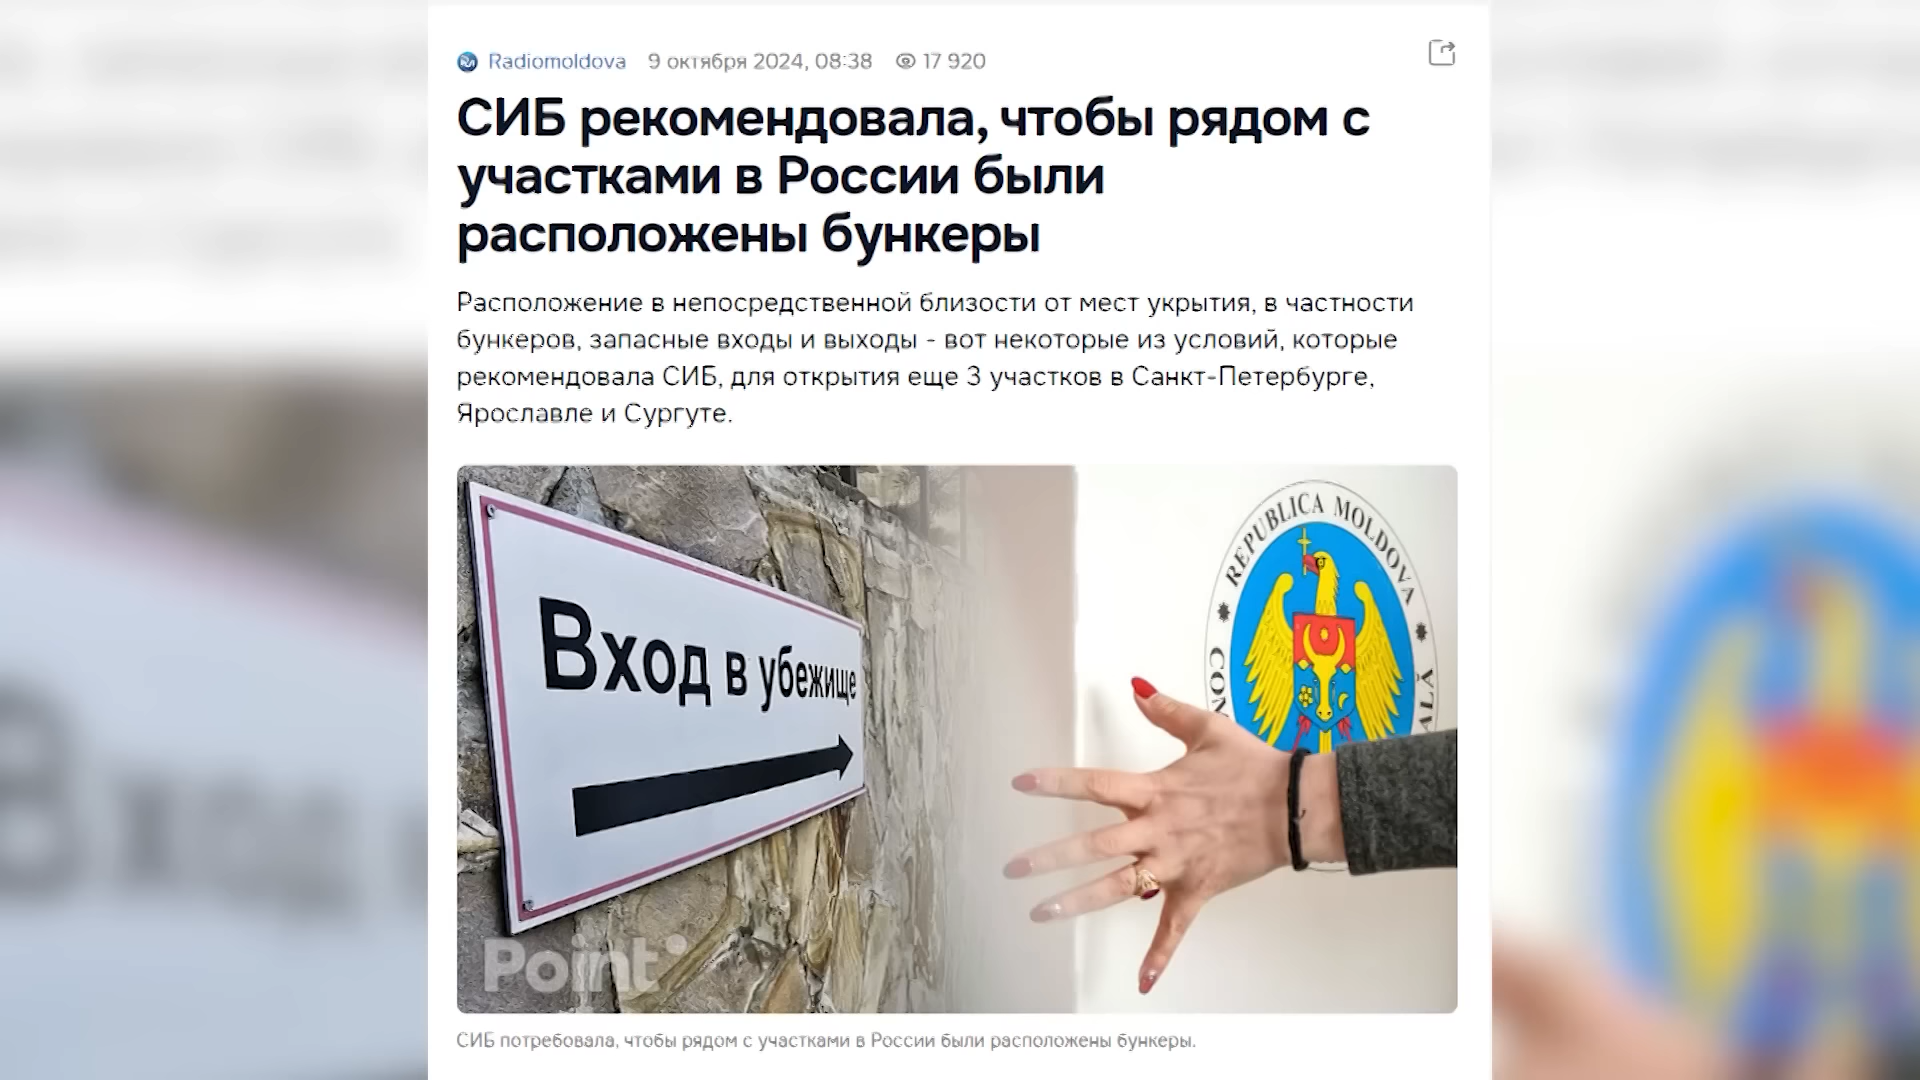 Radiomoldova 9 октября 2024, 08:38 17 920
СИБ рекомендовала, чтобы рядом с
участками в России были
расположены бункеры
Расположение в непосредственной близости от мест укрытия, в частности
бункеров, запасные входы и выходы - вот некоторые из условий, которые
рекомендовала СИБ, для открытия еще 3 участков в Санкт-Петербурге,
Ярославле и Сургуте.
REPUBLICA MOLDOVA
Вход в убежище
Point
СИБ потребовала, чтобы рядом с участками в России были расположены бункеры.